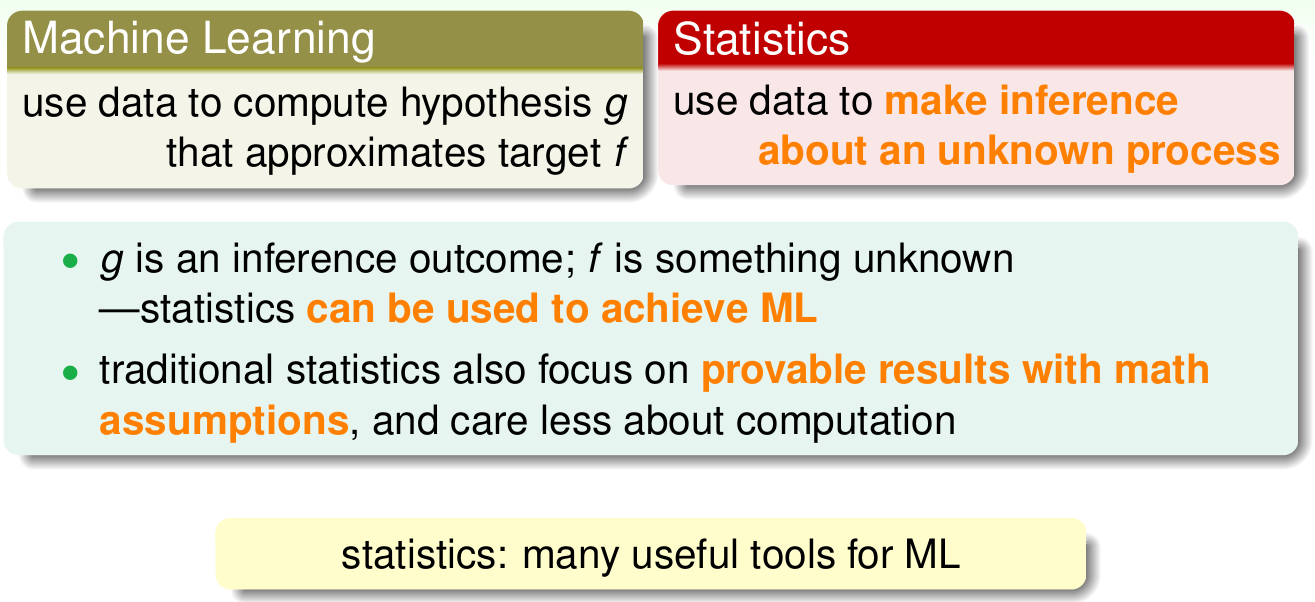 Machine Learning
use data to compute hypothesis g
that approximates target f
Statistics
use data to make inference
about an unknown process
• g is an inference outcome; f is something unknown
—statistics can be used to achieve ML
• traditional statistics also focus on provable results with math
assumptions, and care less about computation
statistics: many useful tools for ML